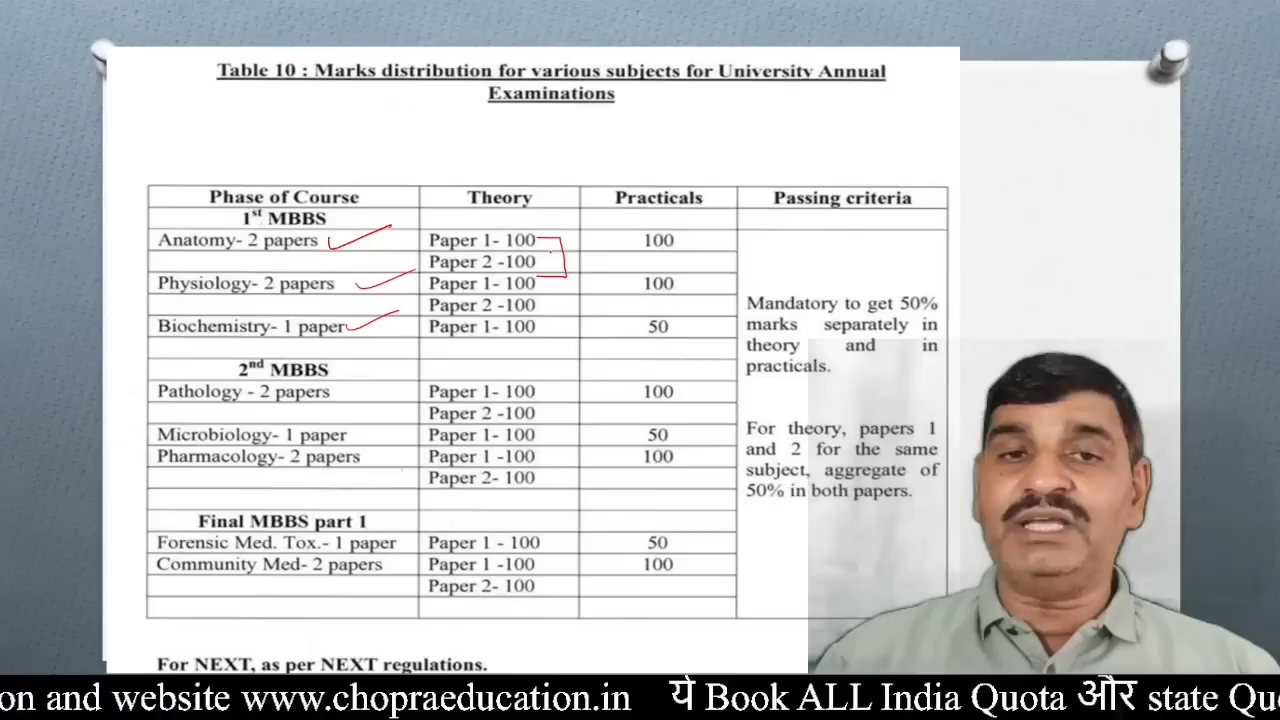 Table 10 : Marks distribution for various subjects for University Annual
Examinations
Phase of Course Theory Practicals Passing criteria
1st MBBS
Anatomy- 2 papers Paper 1- 100 100
Paper 2 -100
Physiology- 2 papers Paper 1- 100 100
Paper 2 -100
Biochemistry- 1 paper Paper 1- 100 50
2nd MBBS
Pathology - 2 papers Paper 1- 100 100
Paper 2 -100
Microbiology- 1 paper Paper 1- 100 50
Pharmacology- 2 papers Paper 1 -100 100
Paper 2- 100
Final MBBS part 1
Forensic Med. Tox.- 1 paper Paper 1 - 100 50
Community Med- 2 papers Paper 1 -100 100
Paper 2- 100
Mandatory to get 50%
marks separately in
theory and in
practicals.
For theory, papers 1
and 2 for the same
subject, aggregate of
50% in both papers.
For NEXT, as per NEXT regulations.
on and website www.chopraeducation.in ये Book ALL India Quota और state Qu